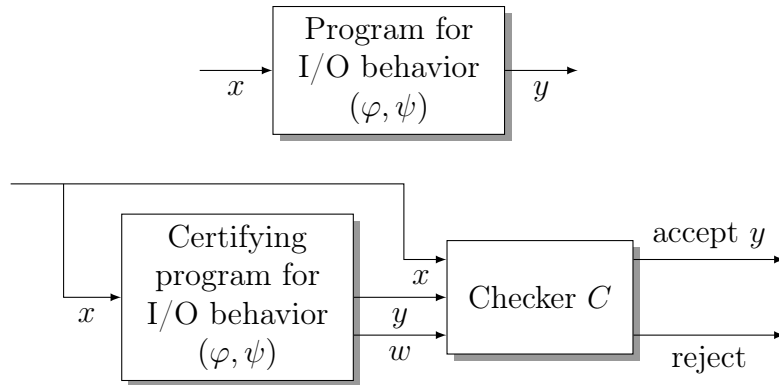 Program for
I/O behavior
(φ, ψ)
x
y
Certifying
program for
I/O behavior
(φ, ψ)
x
y
w
x
Checker C
accept y
reject